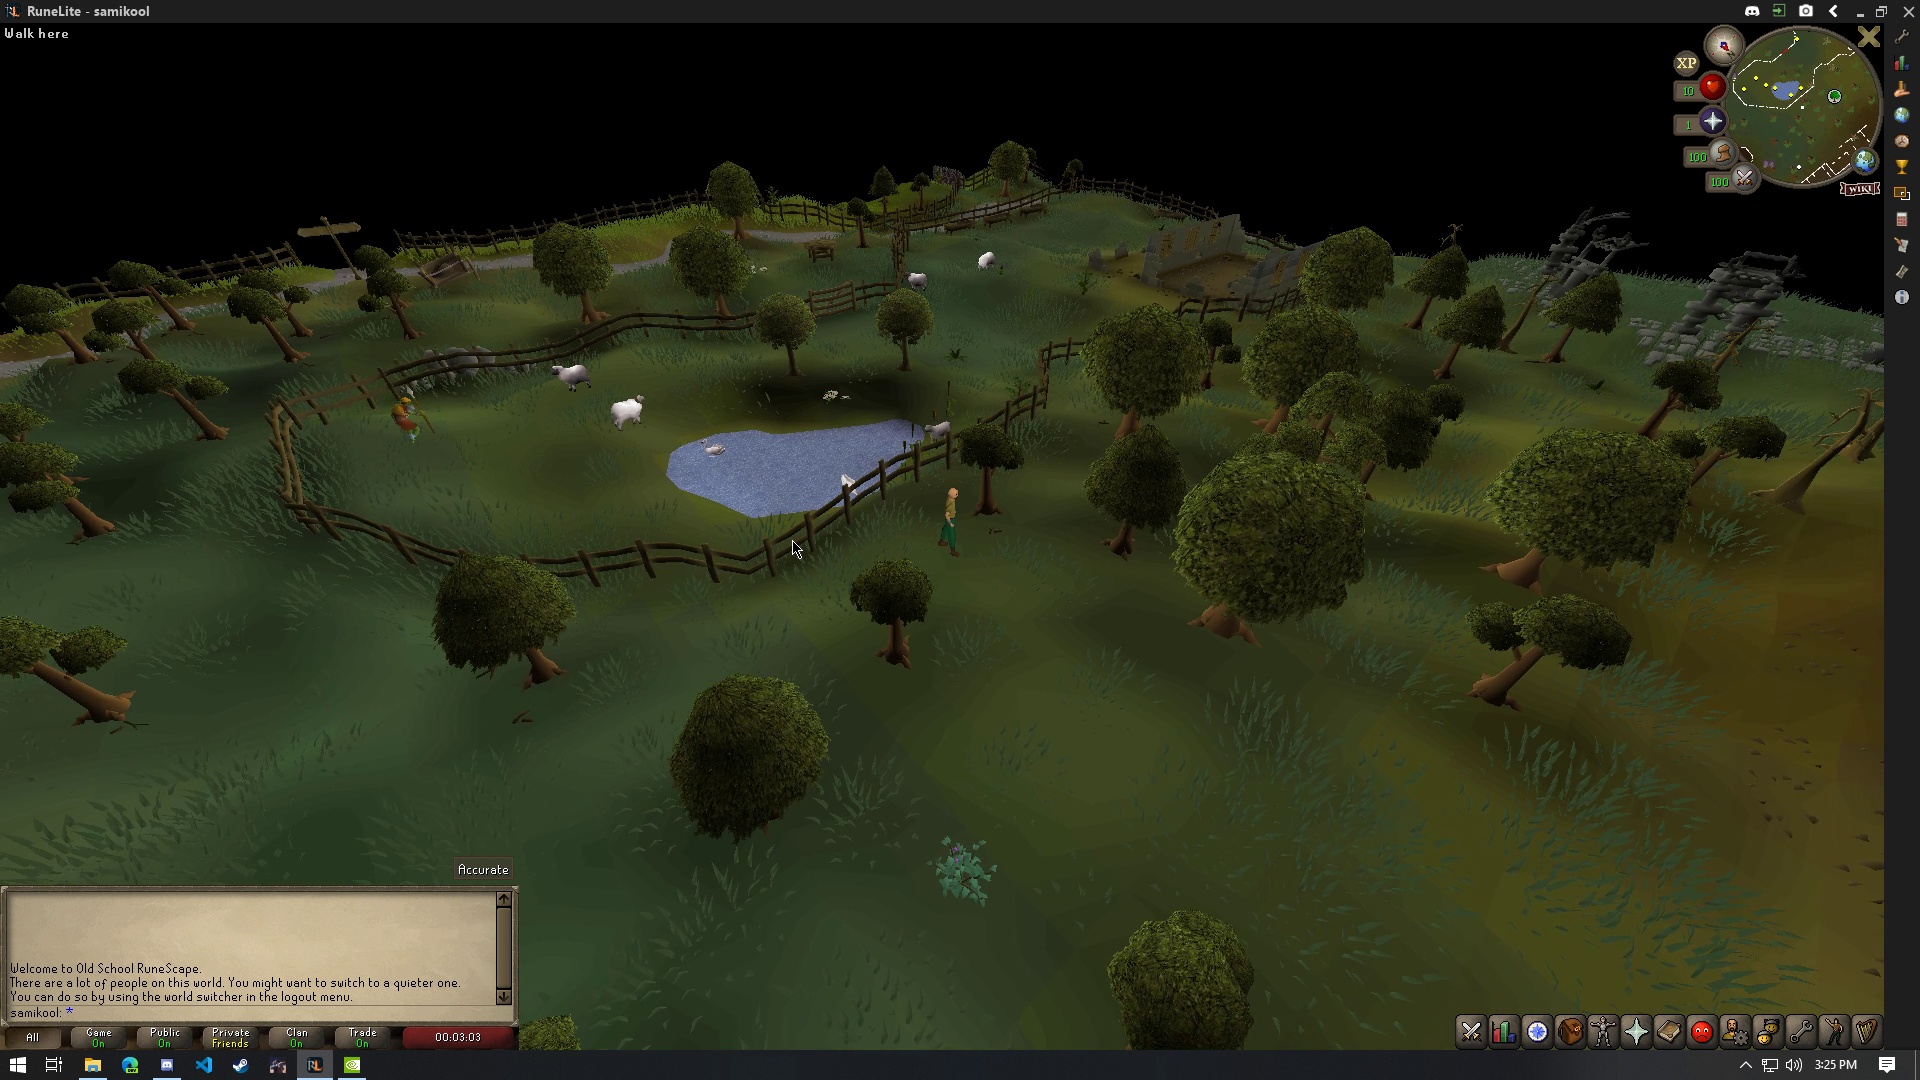 RuneLite - samikool
Walk here
XP
10
1
100
100
WIKI
Accurate
Welcome to Old School RuneScape.
There are a lot of people on this world. You might want to switch to a quieter one.
You can do so by using the world switcher in the logout menu.
samikool: *
All
Game
On
Public
On
Private
Friends
Clan
On
Trade
On
00:03:03
3:25 PM